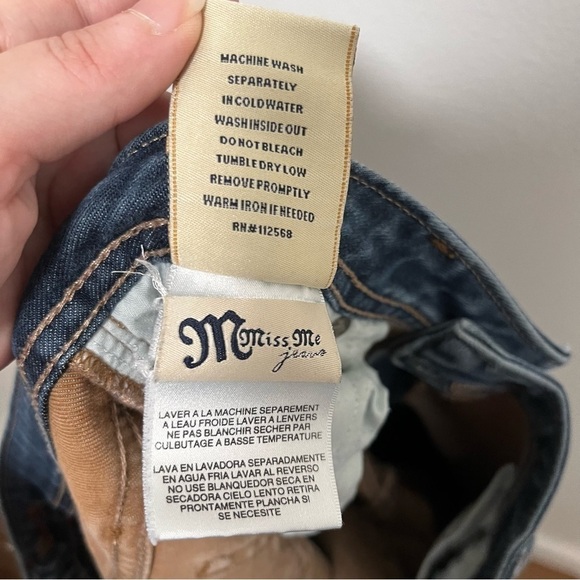 MACHINE WASH
SEPARATELY
IN COLD WATER
WASH INSIDE OUT
DO NOT BLEACH
TUMBLE DRY LOW
REMOVE PROMPTLY
WARM IRON IF NEEDED
RN#112568
M Miss Me
jeans
LAVER A LA MACHINE SEPAREMENT
A LEAU FROIDE LAVER A LENVERS
NE PAS BLANCHIR SECHER PAR
CULBUTAGE A BASSE TEMPERATURE
LAVA EN LAVADORA SEPARADAMENTE
EN AGUA FRIA LAVAR AL REVERSO
NO USE BLANQUEDOR SECA EN
SECADORA CIELO LENTO RETIRA
PRONTAMENTE PLANCHA SI
SE NECESITE